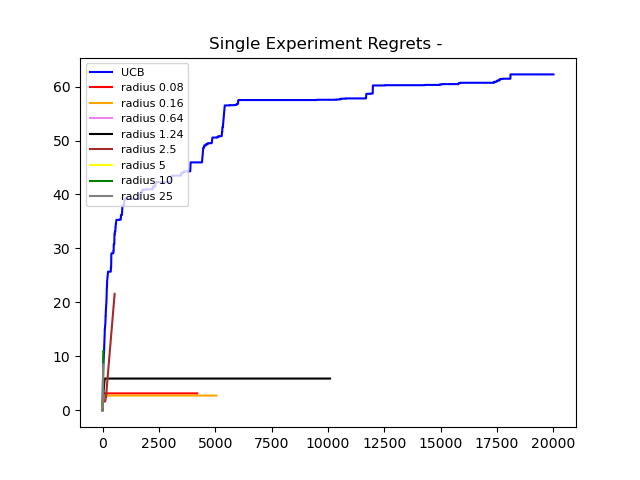 Single Experiment Regrets -
UCB
radius 0.08
radius 0.16
radius 0.64
radius 1.24
radius 2.5
radius 5
radius 10
radius 25
60
50
40
30
20
10
0
0 2500 5000 7500 10000 12500 15000 17500 20000